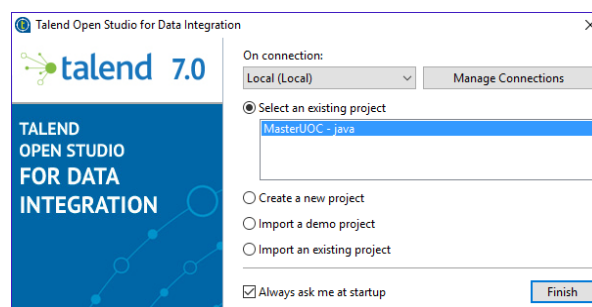 Talend Open Studio for Data Integration
talend 7.0
TALEND
OPEN STUDIO
FOR DATA
INTEGRATION
On connection:
Local (Local)
Manage Connections
Select an existing project
MasterUOC - java
Create a new project
Import a demo project
Import an existing project
Always ask me at startup
Finish